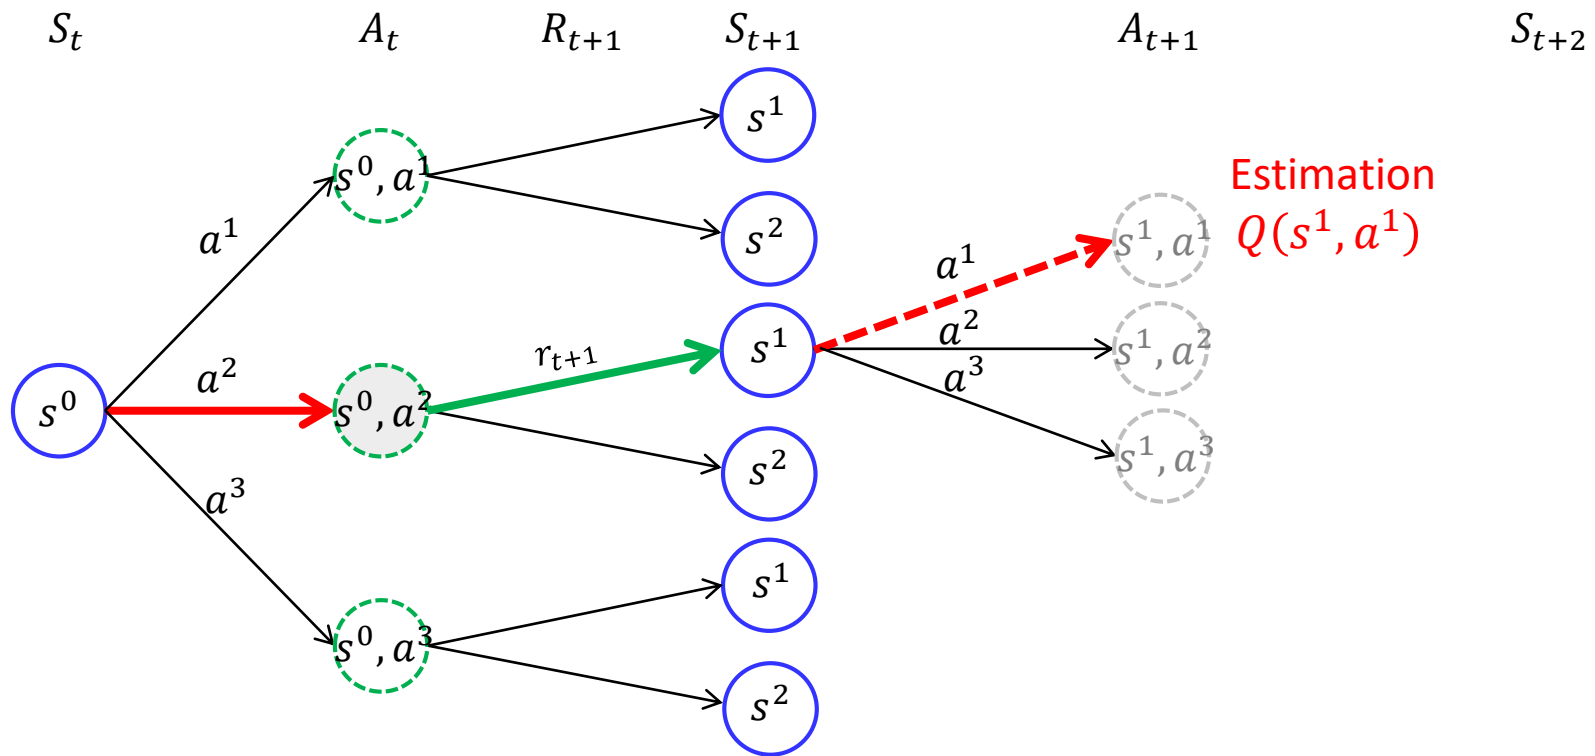 S_t A_t R_{t+1} S_{t+1} A_{t+1} S_{t+2}
s^1
s^0, a^1
Estimation
a^1
s^2
s^1, a^1
Q(s^1, a^1)
a^1
a^2
r_{t+1}
s^1
a^2
s^1, a^2
a^3
s^0
s^0, a^2
s^1, a^3
s^2
a^3
s^1
s^0, a^3
s^2